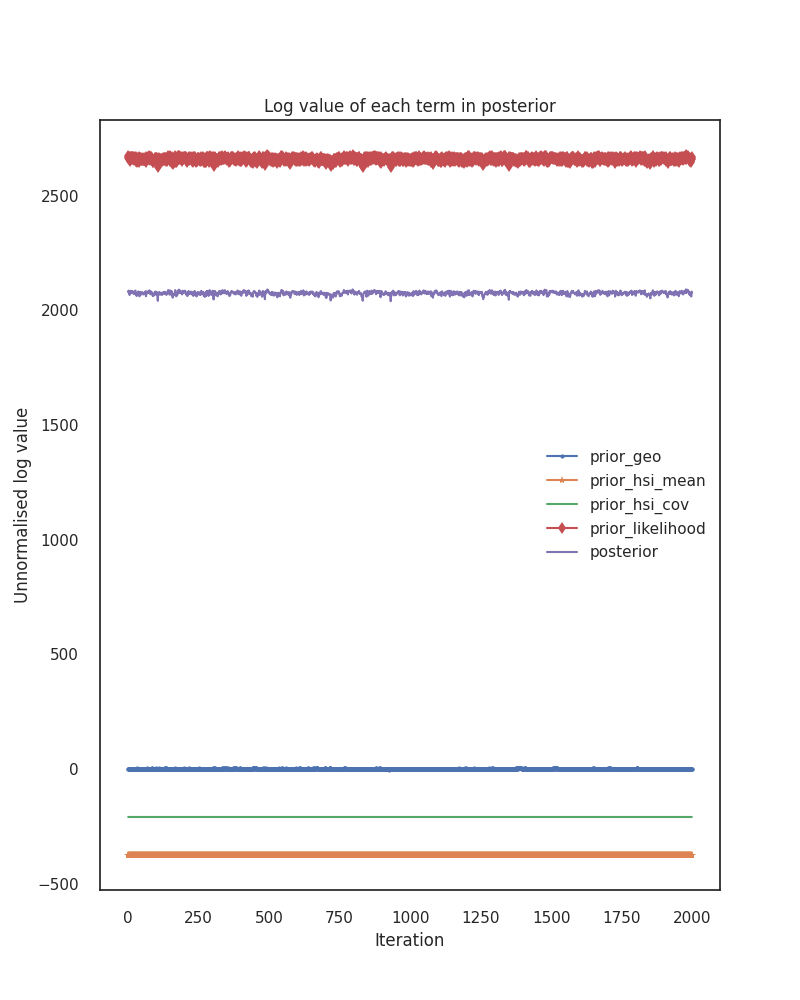 Log value of each term in posterior
2500
2000
1500
1000
500
0
−500
Unnormalised log value
prior_geo
prior_hsi_mean
prior_hsi_cov
prior_likelihood
posterior
0 250 500 750 1000 1250 1500 1750 2000
Iteration